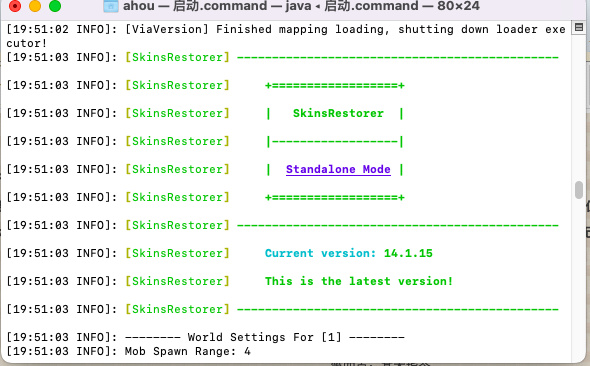 ahou — 启动.command — java ◂ 启动.command — 80×24
[19:51:02 INFO]: [ViaVersion] Finished mapping loading, shutting down loader exe
cutor!
[19:51:03 INFO]: [SkinsRestorer] ----------------------------------------------
[19:51:03 INFO]: [SkinsRestorer]     +==================+
[19:51:03 INFO]: [SkinsRestorer]     |   SkinsRestorer  |
[19:51:03 INFO]: [SkinsRestorer]     |------------------|
[19:51:03 INFO]: [SkinsRestorer]     |  Standalone Mode |
[19:51:03 INFO]: [SkinsRestorer]     +==================+
[19:51:03 INFO]: [SkinsRestorer] ----------------------------------------------
[19:51:03 INFO]: [SkinsRestorer]     Current version: 14.1.15
[19:51:03 INFO]: [SkinsRestorer]     This is the latest version!
[19:51:03 INFO]: [SkinsRestorer] ----------------------------------------------
[19:51:03 INFO]: -------- World Settings For [1] --------
[19:51:03 INFO]: Mob Spawn Range: 4